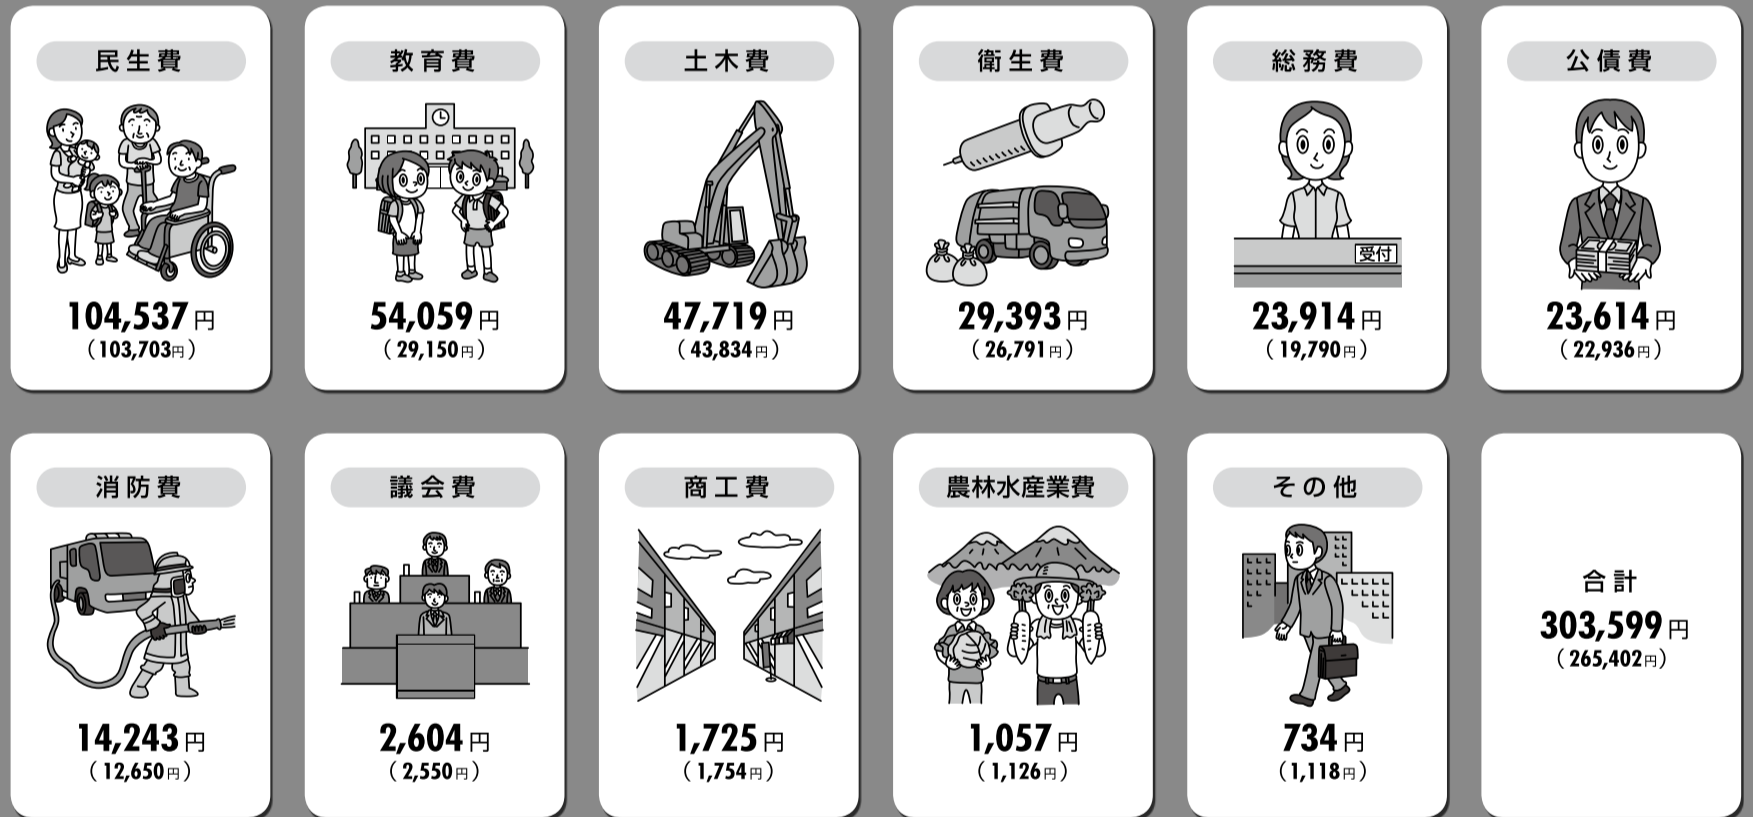 民生費
104,537円
（103,703円）
教育費
54,059円
（29,150円）
土木費
47,719円
（43,834円）
衛生費
29,393円
（26,791円）
総務費
受付
23,914円
（19,790円）
公債費
23,614円
（22,936円）
消防費
14,243円
（12,650円）
議会費
2,604円
（2,550円）
商工費
1,725円
（1,754円）
農林水産業費
1,057円
（1,126円）
その他
734円
（1,118円）
合計
303,599円
（265,402円）